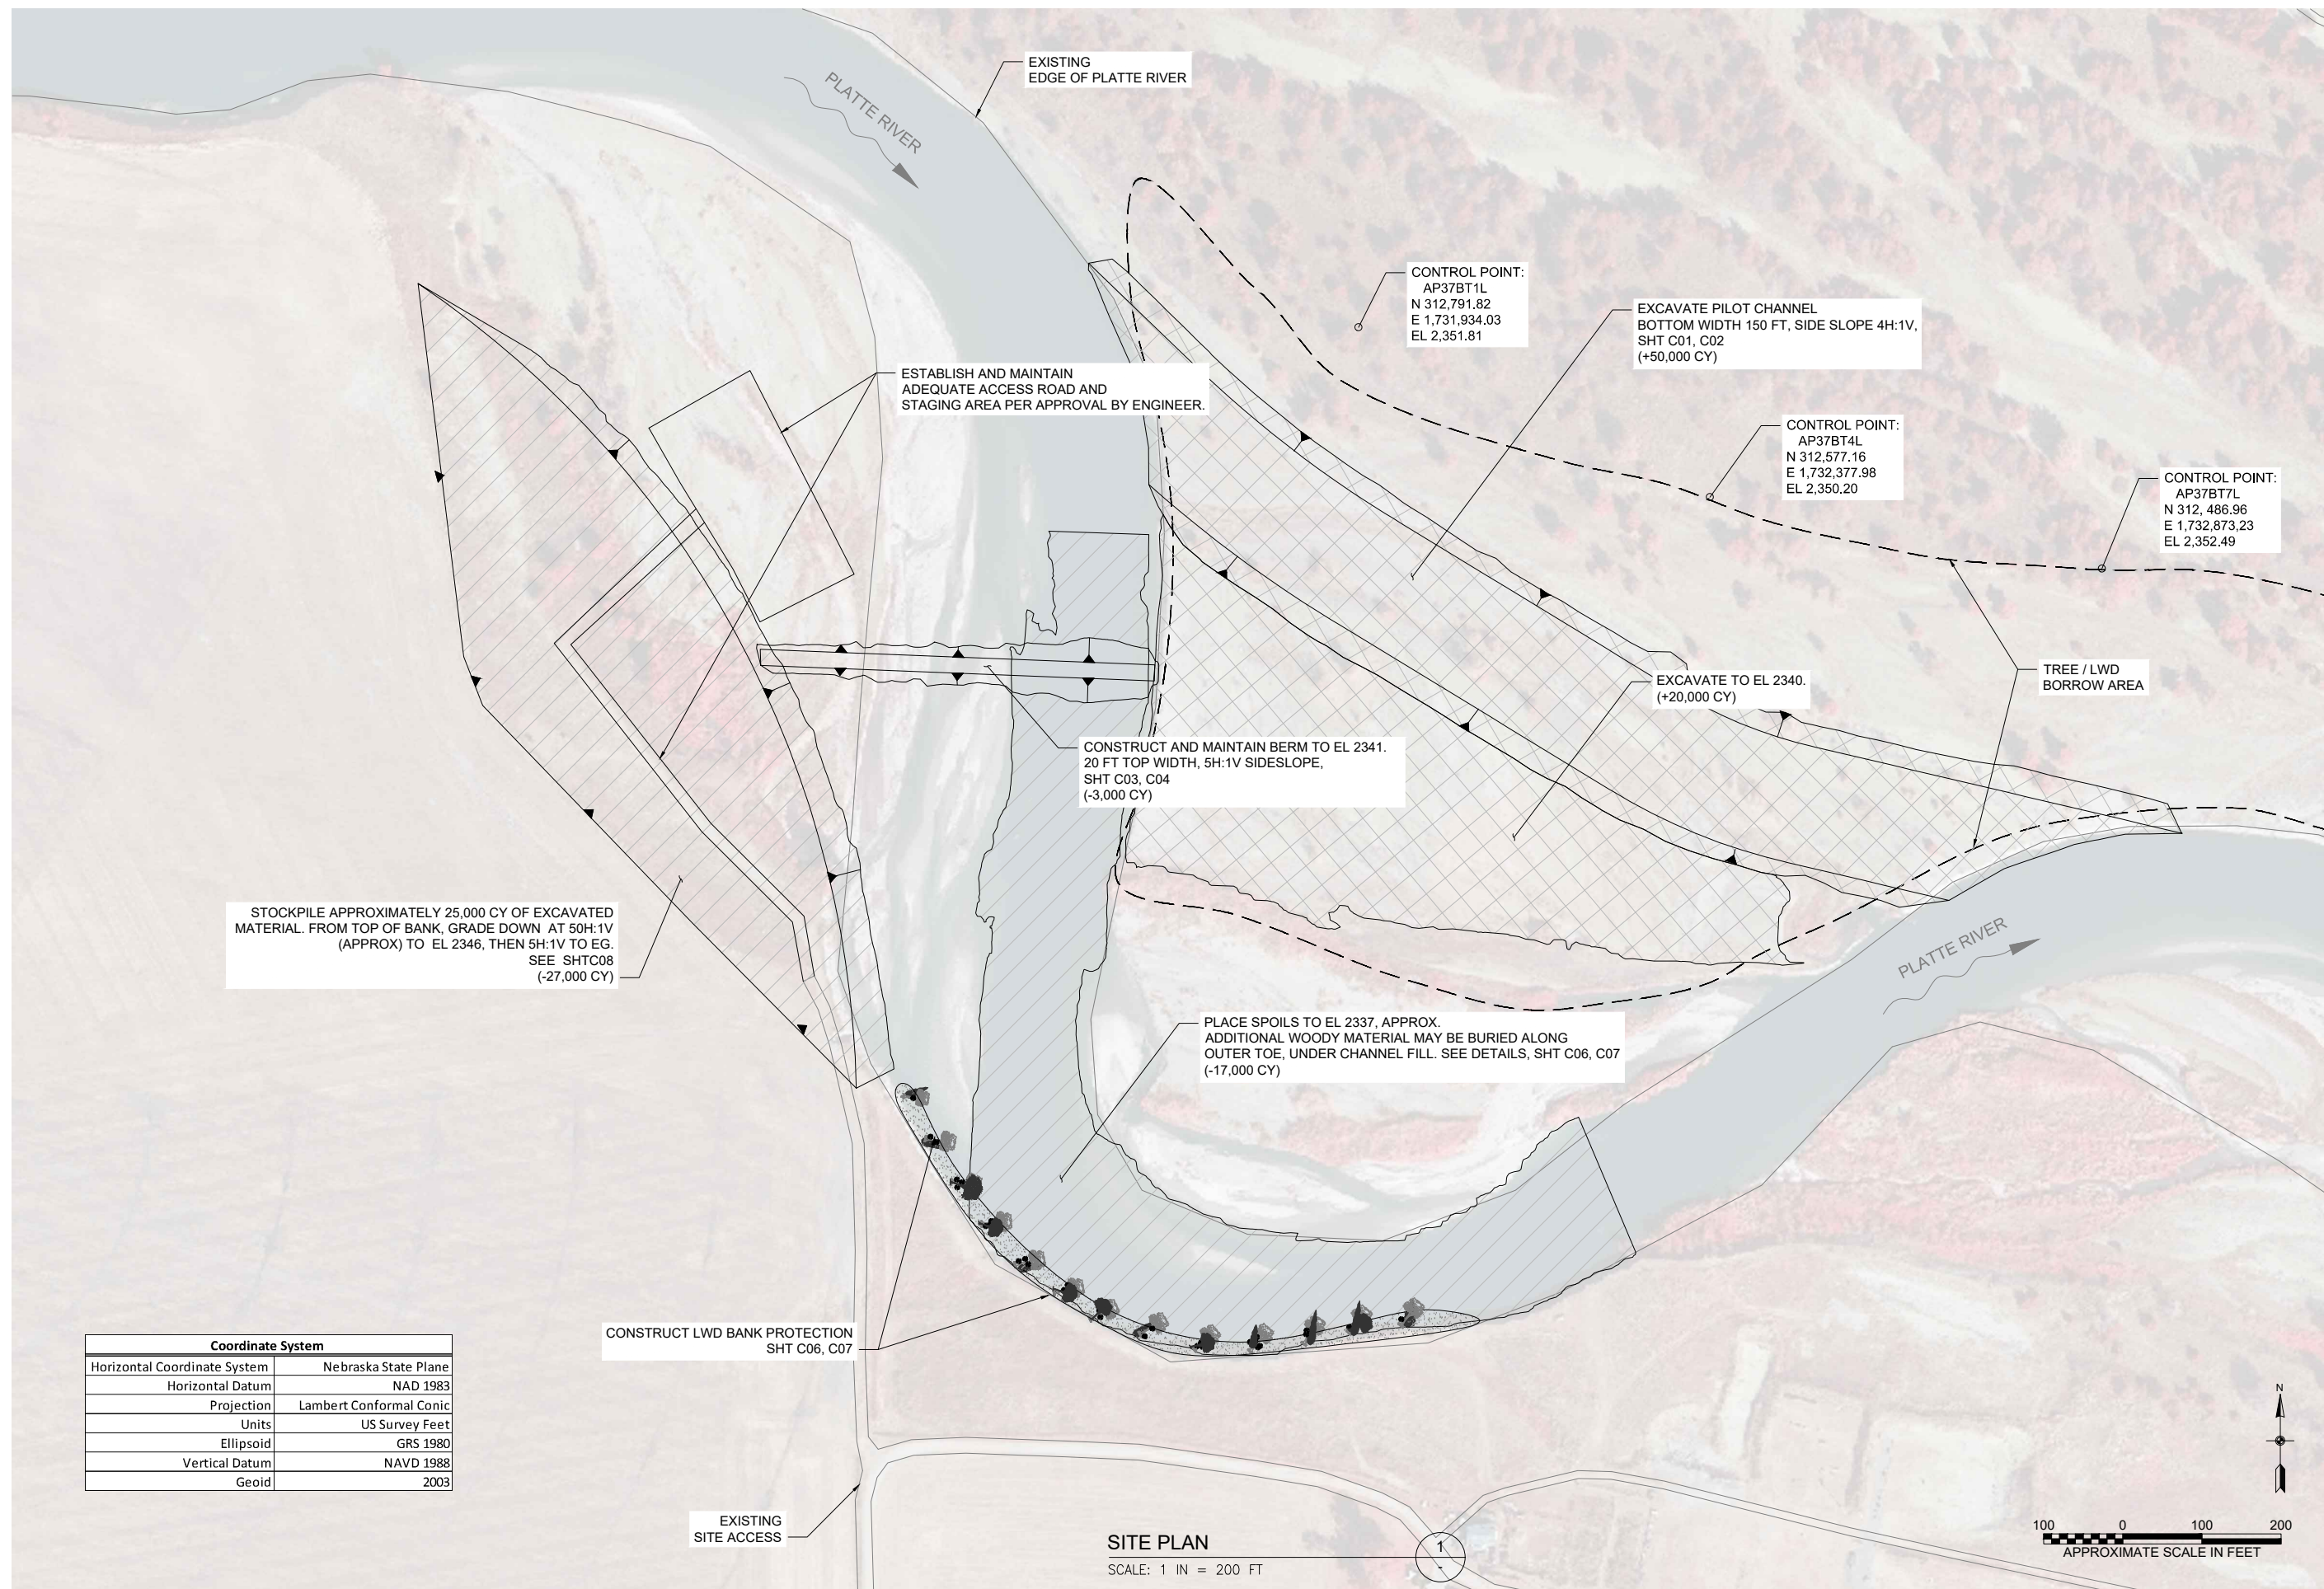 EXISTING
EDGE OF PLATTE RIVER
PLATTE RIVER
CONTROL POINT:
AP37BT1L
N 312,791.82
E 1,731,934.03
EL 2,351.81
EXCAVATE PILOT CHANNEL
BOTTOM WIDTH 150 FT, SIDE SLOPE 4H:1V,
SHT C01, C02
(+50,000 CY)
ESTABLISH AND MAINTAIN
ADEQUATE ACCESS ROAD AND
STAGING AREA PER APPROVAL BY ENGINEER.
CONTROL POINT:
AP37BT4L
N 312,577.16
E 1,732,377.98
EL 2,350.20
CONTROL POINT:
AP37BT7L
N 312, 486.96
E 1,732,873,23
EL 2,352.49
EXCAVATE TO EL 2340.
(+20,000 CY)
TREE / LWD
BORROW AREA
CONSTRUCT AND MAINTAIN BERM TO EL 2341.
20 FT TOP WIDTH, 5H:1V SIDESLOPE,
SHT C03, C04
(-3,000 CY)
STOCKPILE APPROXIMATELY 25,000 CY OF EXCAVATED
MATERIAL. FROM TOP OF BANK, GRADE DOWN AT 50H:1V
(APPROX) TO EL 2346, THEN 5H:1V TO EG.
SEE SHTC08
(-27,000 CY)
PLATTE RIVER
PLACE SPOILS TO EL 2337, APPROX.
ADDITIONAL WOODY MATERIAL MAY BE BURIED ALONG
OUTER TOE, UNDER CHANNEL FILL. SEE DETAILS, SHT C06, C07
(-17,000 CY)
CONSTRUCT LWD BANK PROTECTION
SHT C06, C07
Coordinate System
Horizontal Coordinate System Nebraska State Plane
Horizontal Datum NAD 1983
Projection Lambert Conformal Conic
Units US Survey Feet
Ellipsoid GRS 1980
Vertical Datum NAVD 1988
Geoid 2003
EXISTING
SITE ACCESS
SITE PLAN
SCALE: 1 IN = 200 FT
1
-
N
100 0 100 200
APPROXIMATE SCALE IN FEET